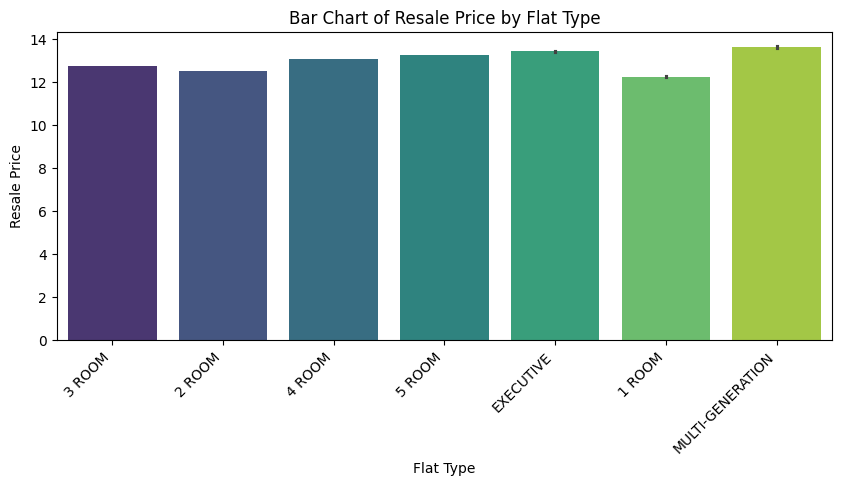 Bar Chart of Resale Price by Flat Type
Resale Price
14
12
10
8
6
4
2
0
3 ROOM
2 ROOM
4 ROOM
5 ROOM
EXECUTIVE
1 ROOM
MULTI-GENERATION
Flat Type